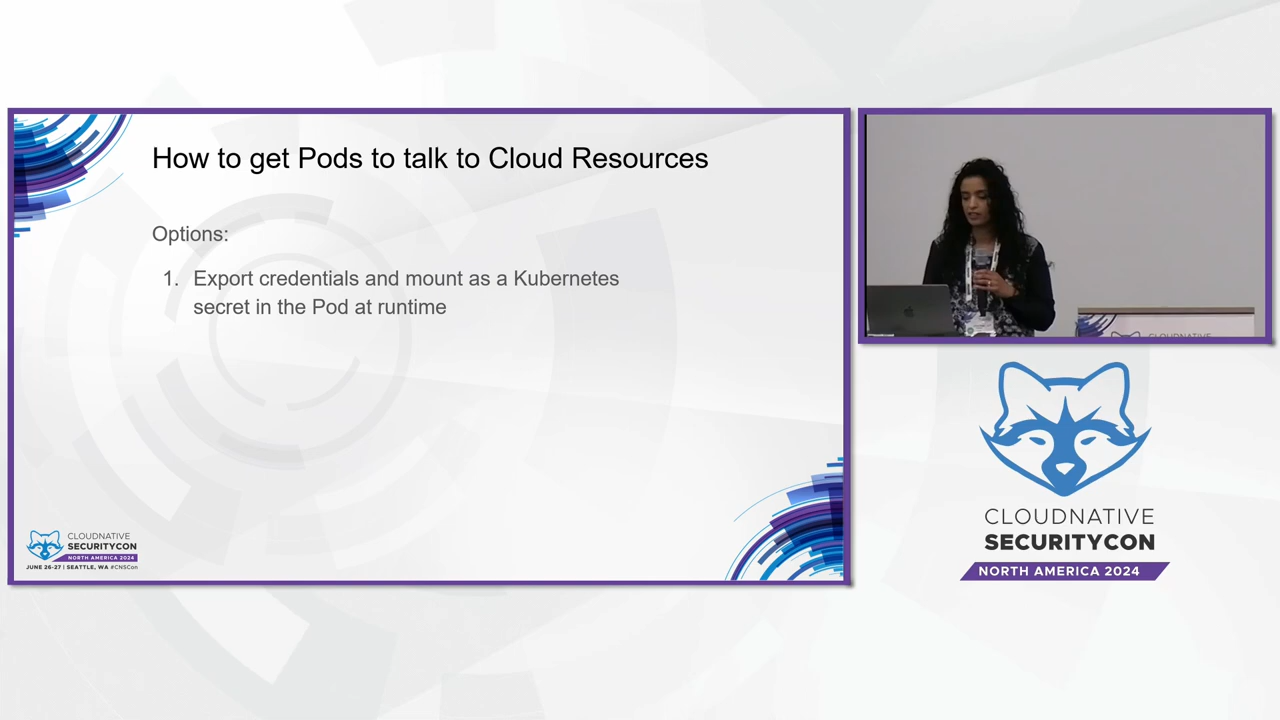 How to get Pods to talk to Cloud Resources
Options:
1. Export credentials and mount as a Kubernetes
secret in the Pod at runtime
CLOUDNATIVE
SECURITYCON
NORTH AMERICA 2024
JUNE 26-27 | SEATTLE, WA #CNSCon
CLOUDNATIVE
CLOUDNATIVE
SECURITYCON
NORTH AMERICA 2024